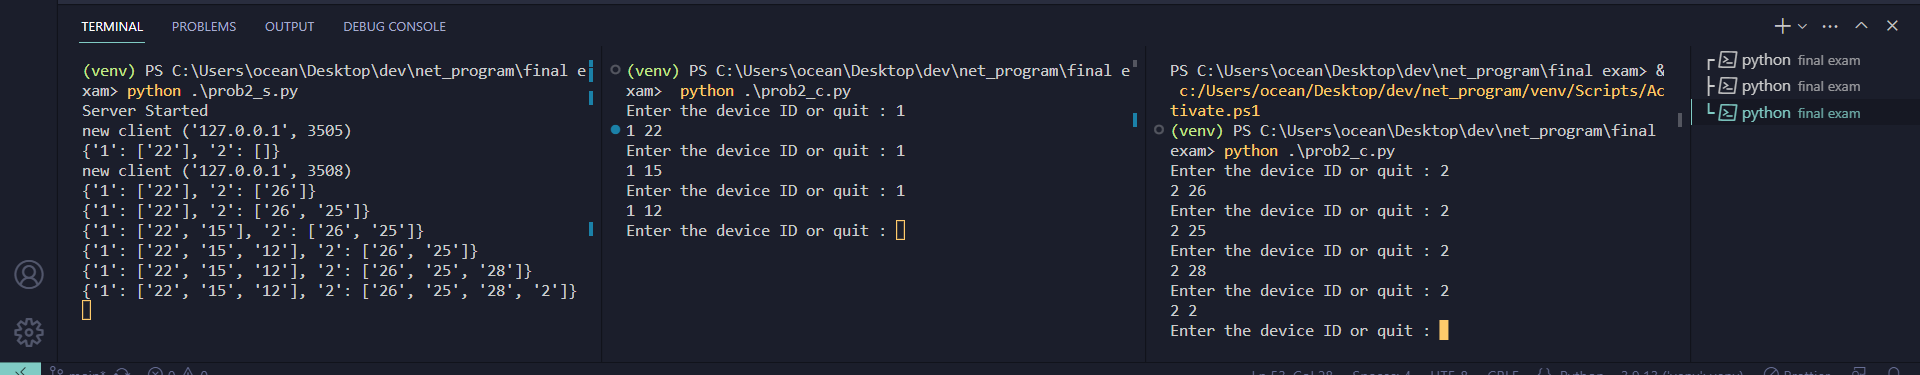 TERMINAL PROBLEMS OUTPUT DEBUG CONSOLE
(venv) PS C:\Users\ocean\Desktop\dev\net_program\final e
xam> python .\prob2_s.py
Server Started
new client ('127.0.0.1', 3505)
{'1': ['22'], '2': []}
new client ('127.0.0.1', 3508)
{'1': ['22'], '2': ['26']}
{'1': ['22'], '2': ['26', '25']}
{'1': ['22', '15'], '2': ['26', '25']}
{'1': ['22', '15', '12'], '2': ['26', '25']}
{'1': ['22', '15', '12'], '2': ['26', '25', '28']}
{'1': ['22', '15', '12'], '2': ['26', '25', '28', '2']}
(venv) PS C:\Users\ocean\Desktop\dev\net_program\final e
xam>  python .\prob2_c.py
Enter the device ID or quit : 1
1 22
Enter the device ID or quit : 1
1 15
Enter the device ID or quit : 1
1 12
Enter the device ID or quit :
PS C:\Users\ocean\Desktop\dev\net_program\final exam> &
c:/Users/ocean/Desktop/dev/net_program/venv/Scripts/Ac
tivate.ps1
(venv) PS C:\Users\ocean\Desktop\dev\net_program\final
exam> python .\prob2_c.py
Enter the device ID or quit : 2
2 26
Enter the device ID or quit : 2
2 25
Enter the device ID or quit : 2
2 28
Enter the device ID or quit : 2
2 2
Enter the device ID or quit :
python final exam
python final exam
python final exam